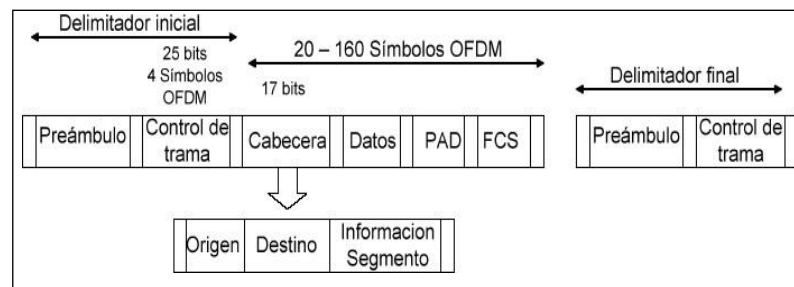 Delimitador inicial
25 bits
4 Símbolos
OFDM
20 – 160 Símbolos OFDM
17 bits
Delimitador final
Preámbulo
Control de
trama
Cabecera
Datos
PAD
FCS
Preámbulo
Control de
trama
Origen
Destino
Informacion
Segmento